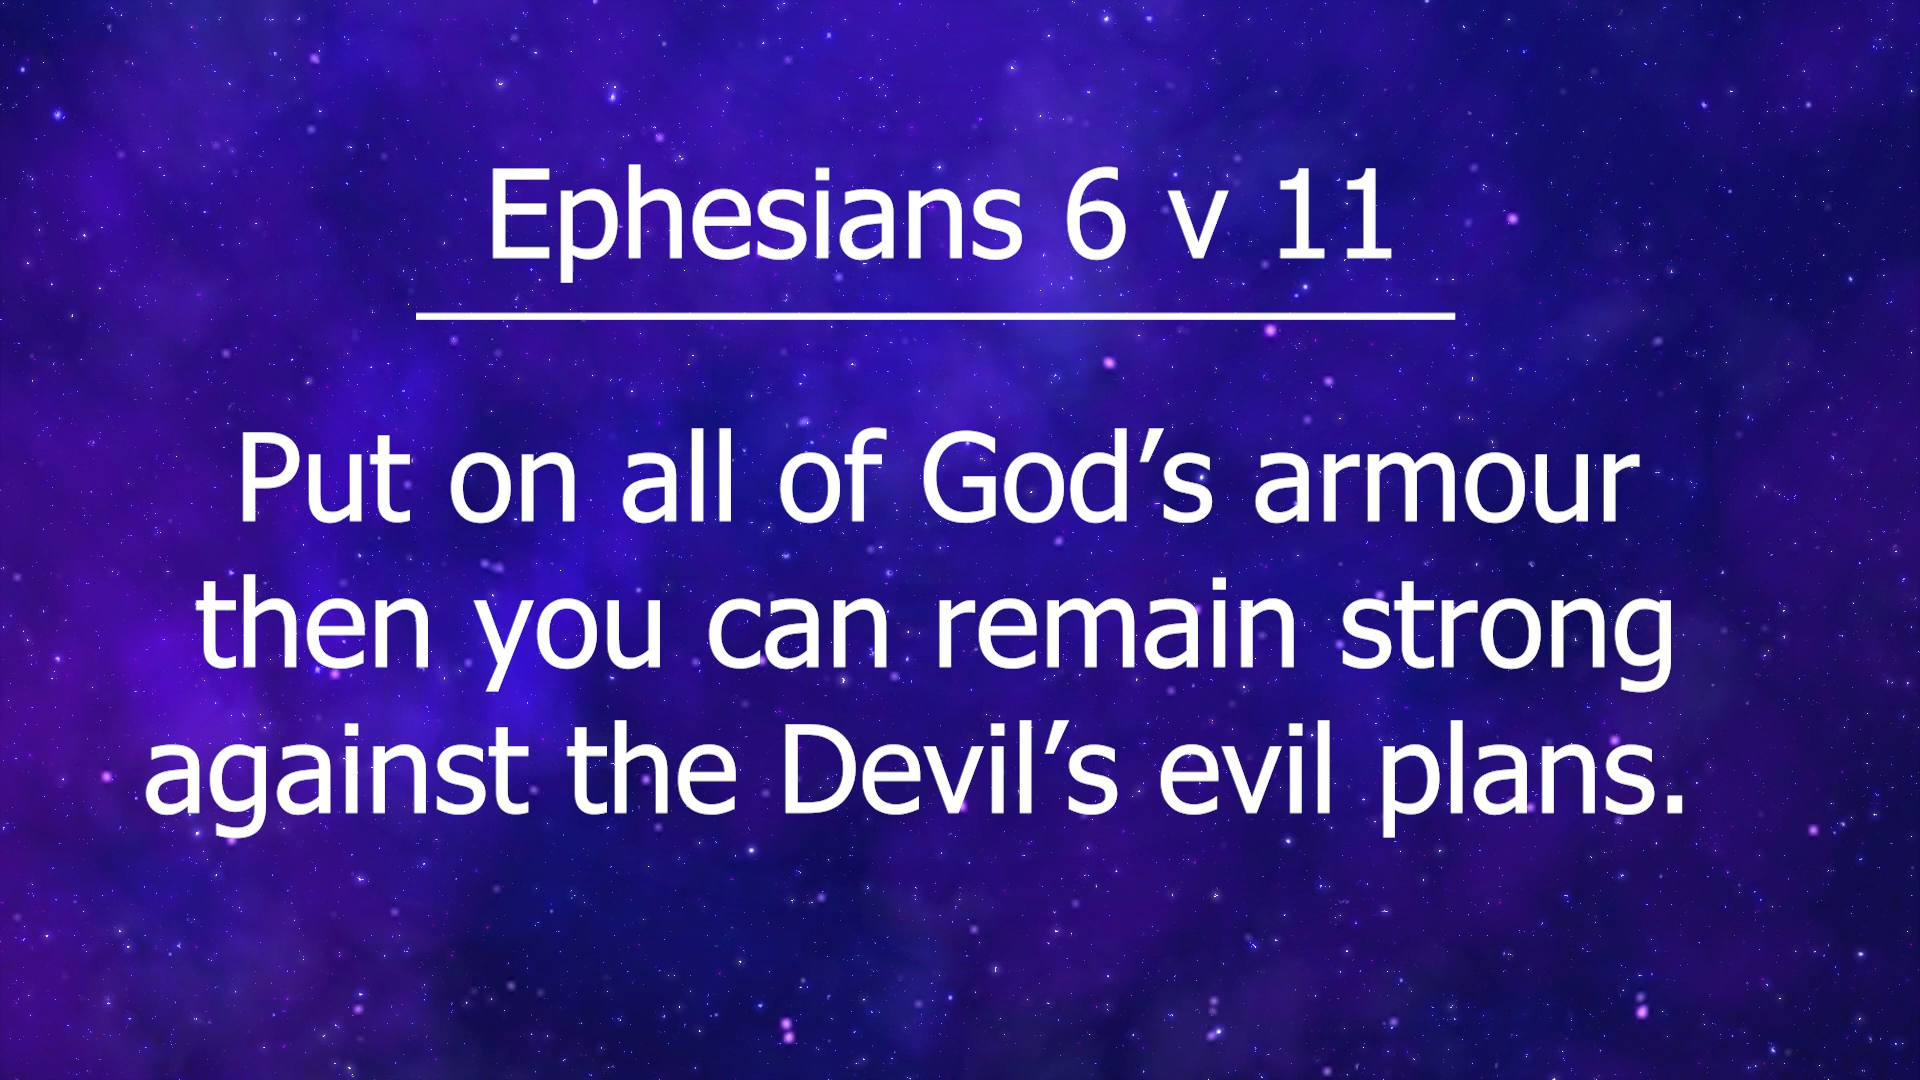 Ephesians 6 v 11
Put on all of God’s armour
then you can remain strong
against the Devil’s evil plans.